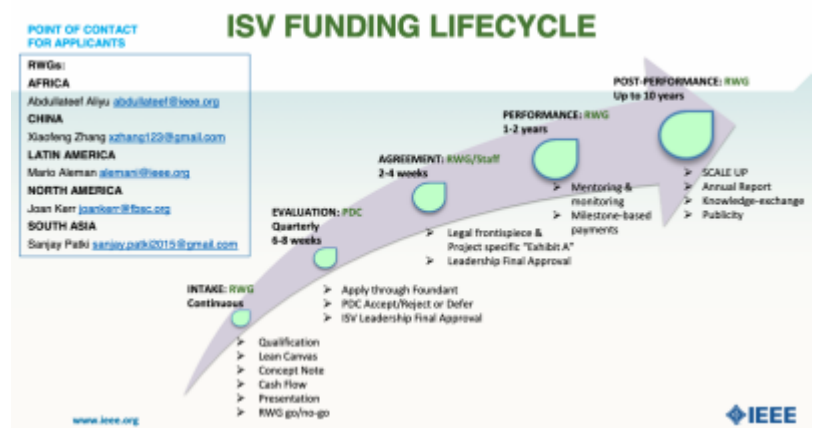 ISV FUNDING LIFECYCLE
POINT OF CONTACT
FOR APPLICANTS
RWGs:
AFRICA
Abdullateef Aliyu abdullateef@ieee.org
CHINA
Xiaofeng Zhang xzhang123@gmail.com
LATIN AMERICA
Mario Aleman alemani@ieee.org
NORTH AMERICA
Joan Kerr joankerr@fbsc.org
SOUTH ASIA
Sanjay Patki sanjay.patki2015@gmail.com
INTAKE: RWG
Continuous
➢ Qualification
➢ Lean Canvas
➢ Concept Note
➢ Cash Flow
➢ Presentation
➢ RWG go/no-go
EVALUATION: PDC
Quarterly
6-8 weeks
➢ Apply through Foundant
➢ PDC Accept/Reject or Defer
➢ ISV Leadership Final Approval
AGREEMENT: RWG/Staff
2-4 weeks
➢ Legal frontispiece &
Project specific "Exhibit A"
➢ Leadership Final Approval
PERFORMANCE: RWG
1-2 years
➢ Mentoring &
monitoring
➢ Milestone-based
payments
POST-PERFORMANCE: RWG
Up to 10 years
➢ SCALE UP
➢ Annual Report
➢ Knowledge-exchange
➢ Publicity
www.ieee.org
IEEE